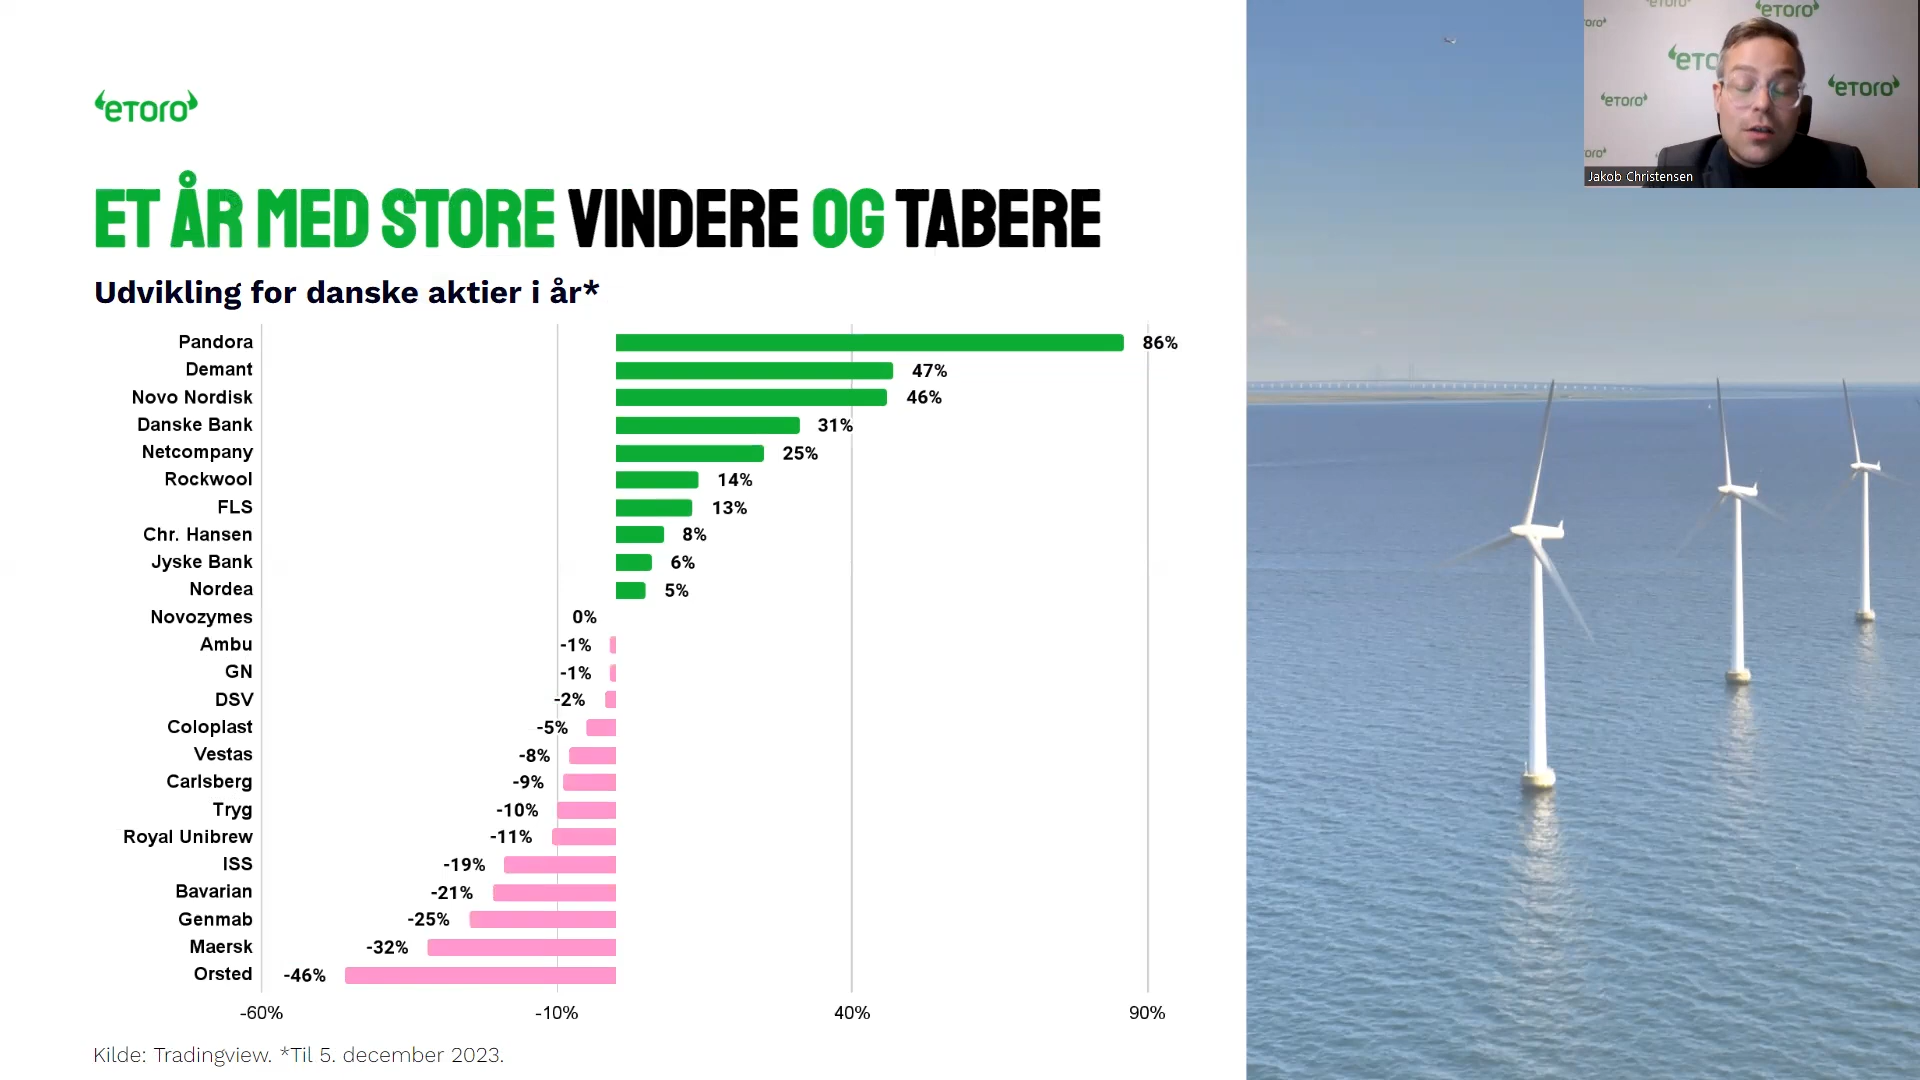 eToro
ET ÅR MED STORE VINDERE OG TABERE
Udvikling for danske aktier i år*
Pandora 86%
Demant 47%
Novo Nordisk 46%
Danske Bank 31%
Netcompany 25%
Rockwool 14%
FLS 13%
Chr. Hansen 8%
Jyske Bank 6%
Nordea 5%
Novozymes 0%
Ambu -1%
GN -1%
DSV -2%
Coloplast -5%
Vestas -8%
Carlsberg -9%
Tryg -10%
Royal Unibrew -11%
ISS -19%
Bavarian -21%
Genmab -25%
Maersk -32%
Orsted -46%
-60% -10% 40% 90%
Kilde: Tradingview. *Til 5. december 2023.
eToro
eToro
eToro
Jakob Christensen